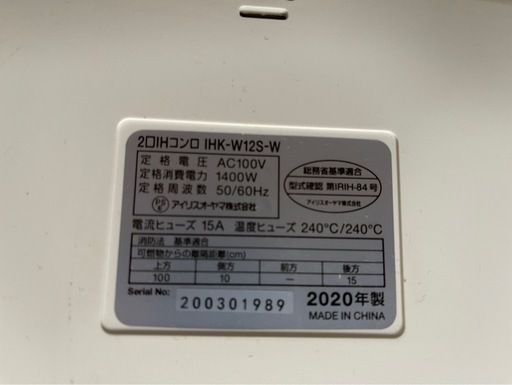 2口IHコンロ IHK-W12S-W
定格電圧 AC100V
定格消費電力 1400W
定格周波数 50/60Hz
PSE アイリスオーヤマ株式会社
総務省基準適合
型式確認 第IRIH-84号
アイリスオーヤマ株式会社
電流ヒューズ 15A 温度ヒューズ 240℃/240℃
消防法 基準適合
可燃物からの離隔距離(cm)
上方 側方 前方 後方
100 10 － 15
Serial No: 200301989
2020年製
MADE IN CHINA